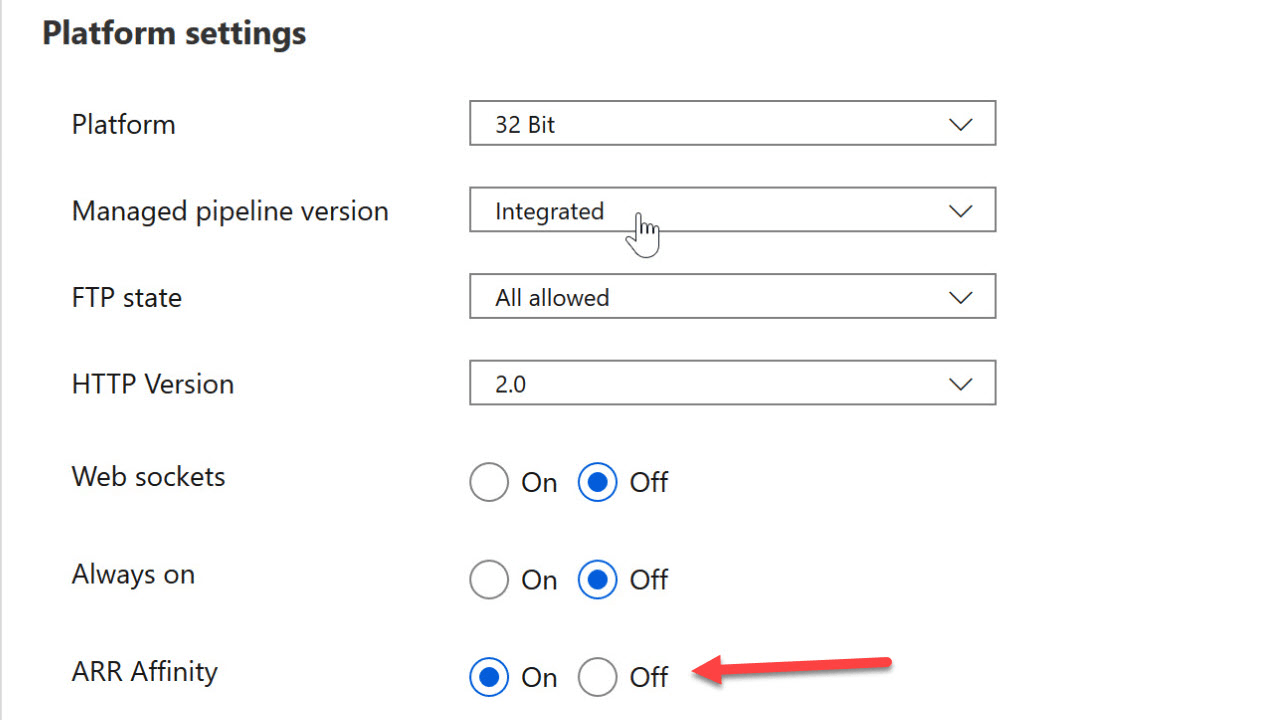 Platform settings
Platform 32 Bit
Managed pipeline version Integrated
FTP state All allowed
HTTP Version 2.0
Web sockets On Off
Always on On Off
ARR Affinity On Off